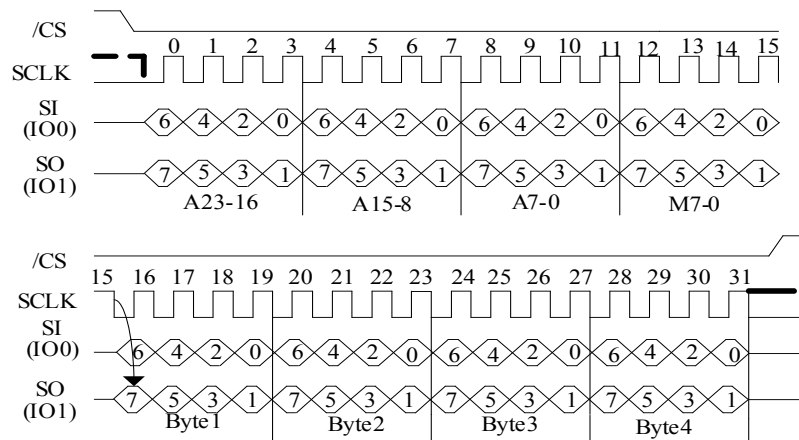 /CS
0 1 2 3 4 5 6 7 8 9 10 11 12 13 14 15
SCLK
SI
(IO0)
6 4 2 0 6 4 2 0 6 4 2 0 6 4 2 0
SO
(IO1)
7 5 3 1 7 5 3 1 7 5 3 1 7 5 3 1
A23-16 A15-8 A7-0 M7-0
/CS
15 16 17 18 19 20 21 22 23 24 25 26 27 28 29 30 31
SCLK
SI
(IO0)
6 4 2 0 6 4 2 0 6 4 2 0 6 4 2 0
SO
(IO1)
7 5 3 1 7 5 3 1 7 5 3 1 7 5 3 1
Byte1 Byte2 Byte3 Byte4